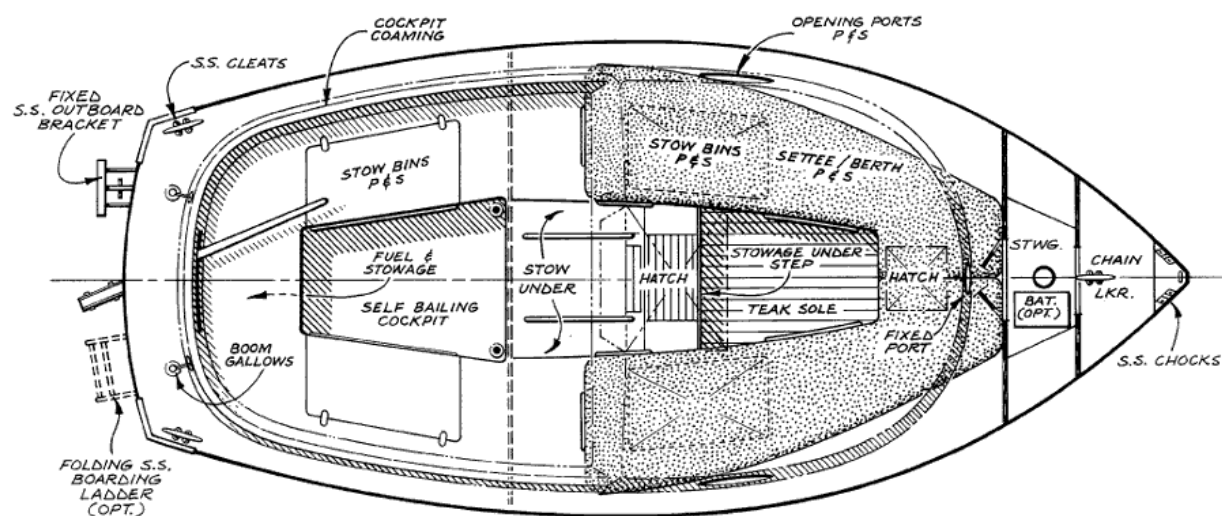 COCKPIT
COAMING
OPENING PORTS
P & S
S.S. CLEATS
FIXED
S.S. OUTBOARD
BRACKET
STOW BINS
P & S
STOW BINS
P & S
SETTEE / BERTH
P & S
FUEL &
STOWAGE
SELF BAILING
COCKPIT
STOW
UNDER
HATCH
STOWAGE UNDER
STEP
TEAK SOLE
HATCH
STWG.
CHAIN
LKR.
BAT.
(OPT.)
FIXED
PORT
S.S. CHOCKS
BOOM
GALLOWS
FOLDING S.S.
BOARDING
LADDER
(OPT.)